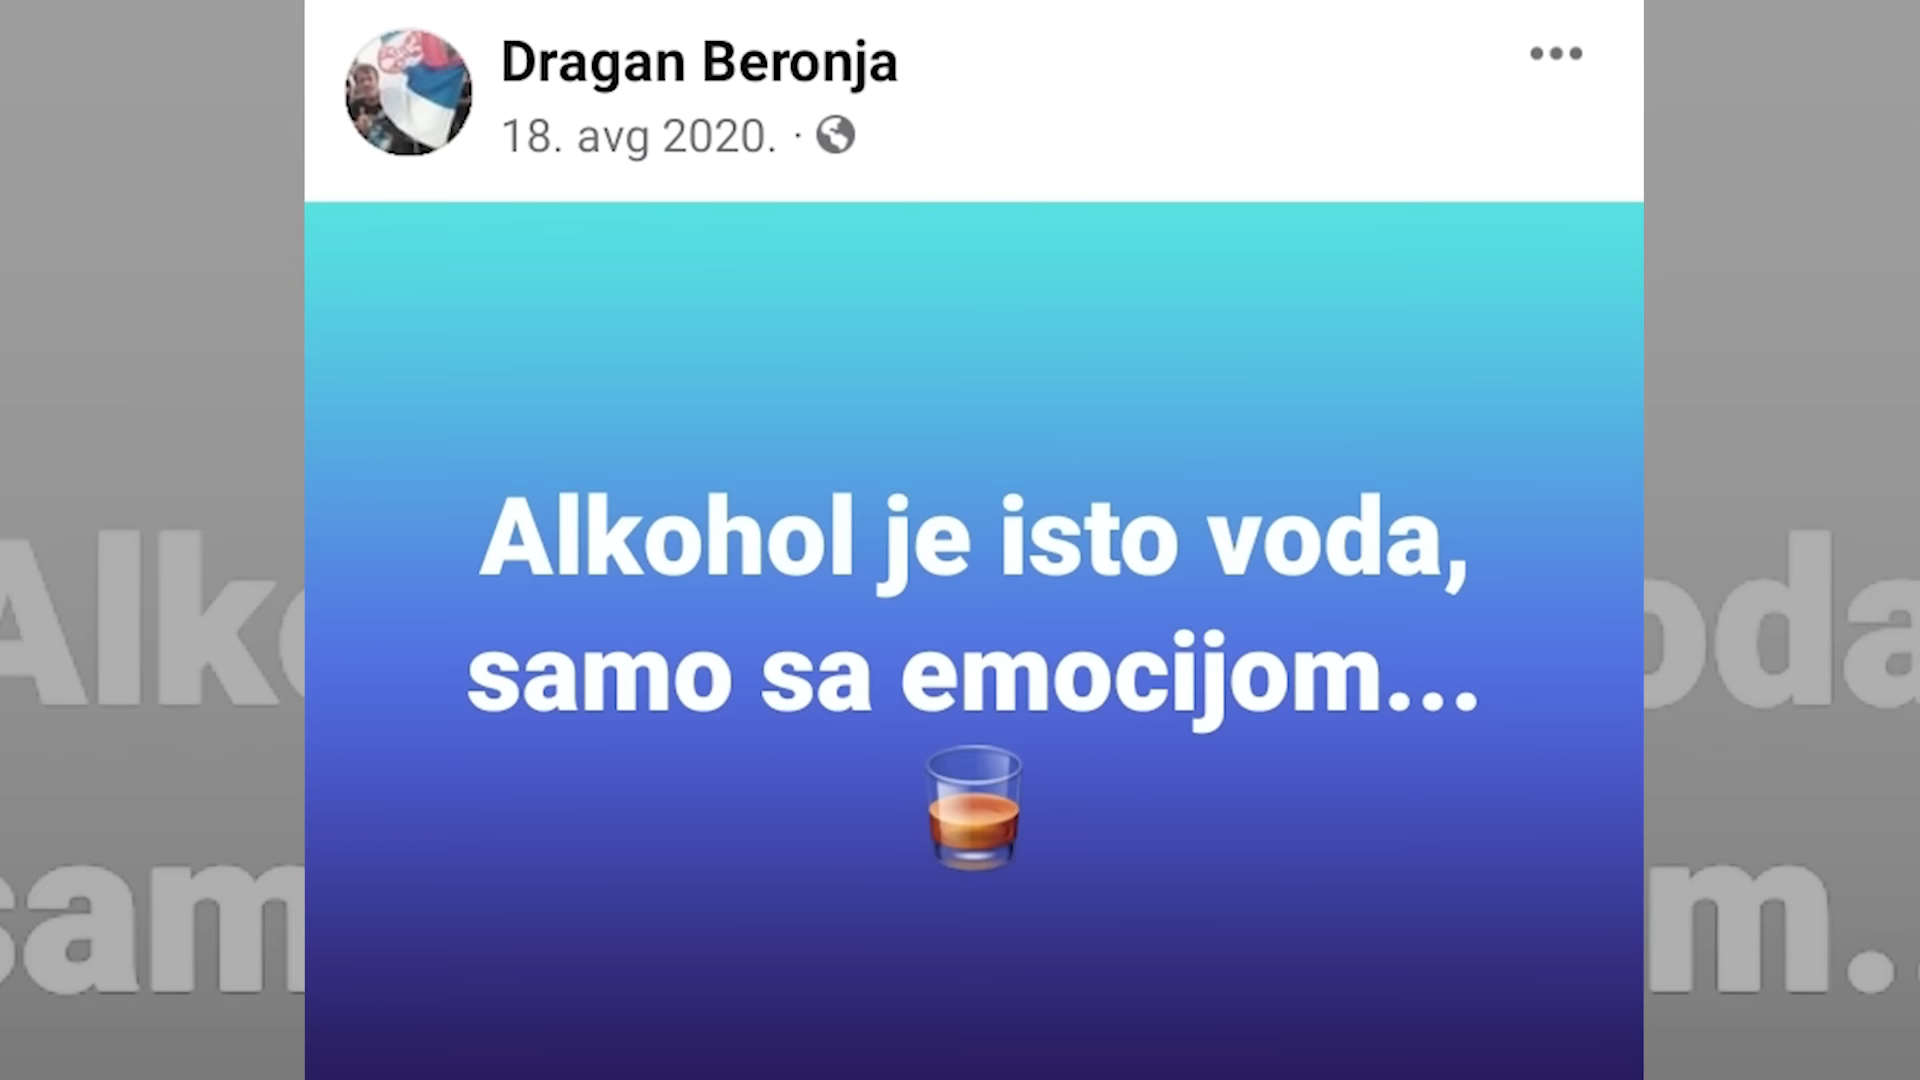 Dragan Beronja
18. avg 2020. ·
Alkohol je isto voda,
samo sa emocijom...